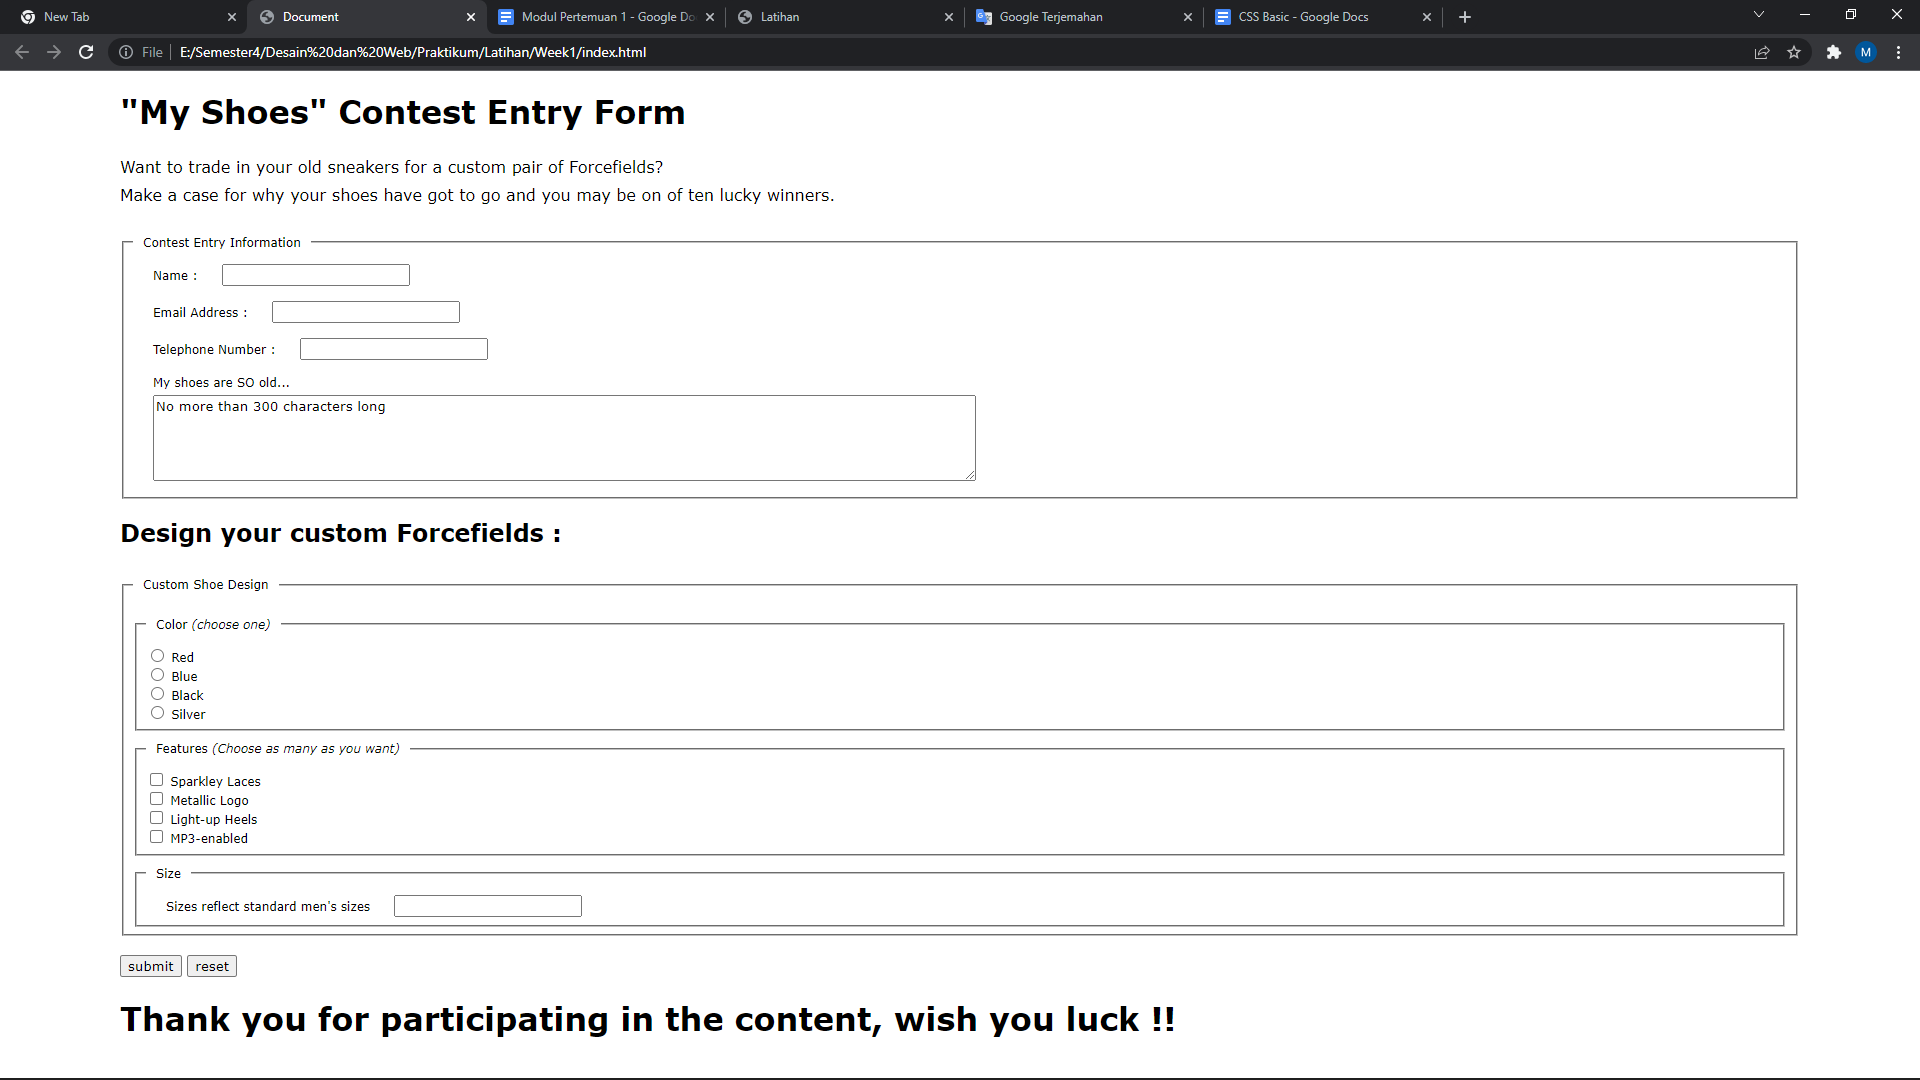 New Tab
Document
Modul Pertemuan 1 - Google Do
Latihan
Google Terjemahan
CSS Basic - Google Docs
File
E:/Semester4/Desain%20dan%20Web/Praktikum/Latihan/Week1/index.html
M
"My Shoes" Contest Entry Form
Want to trade in your old sneakers for a custom pair of Forcefields?
Make a case for why your shoes have got to go and you may be on of ten lucky winners.
Contest Entry Information
Name :
Email Address :
Telephone Number :
My shoes are SO old...
No more than 300 characters long
Design your custom Forcefields :
Custom Shoe Design
Color (choose one)
Red
Blue
Black
Silver
Features (Choose as many as you want)
Sparkley Laces
Metallic Logo
Light-up Heels
MP3-enabled
Size
Sizes reflect standard men's sizes
submit reset
Thank you for participating in the content, wish you luck !!